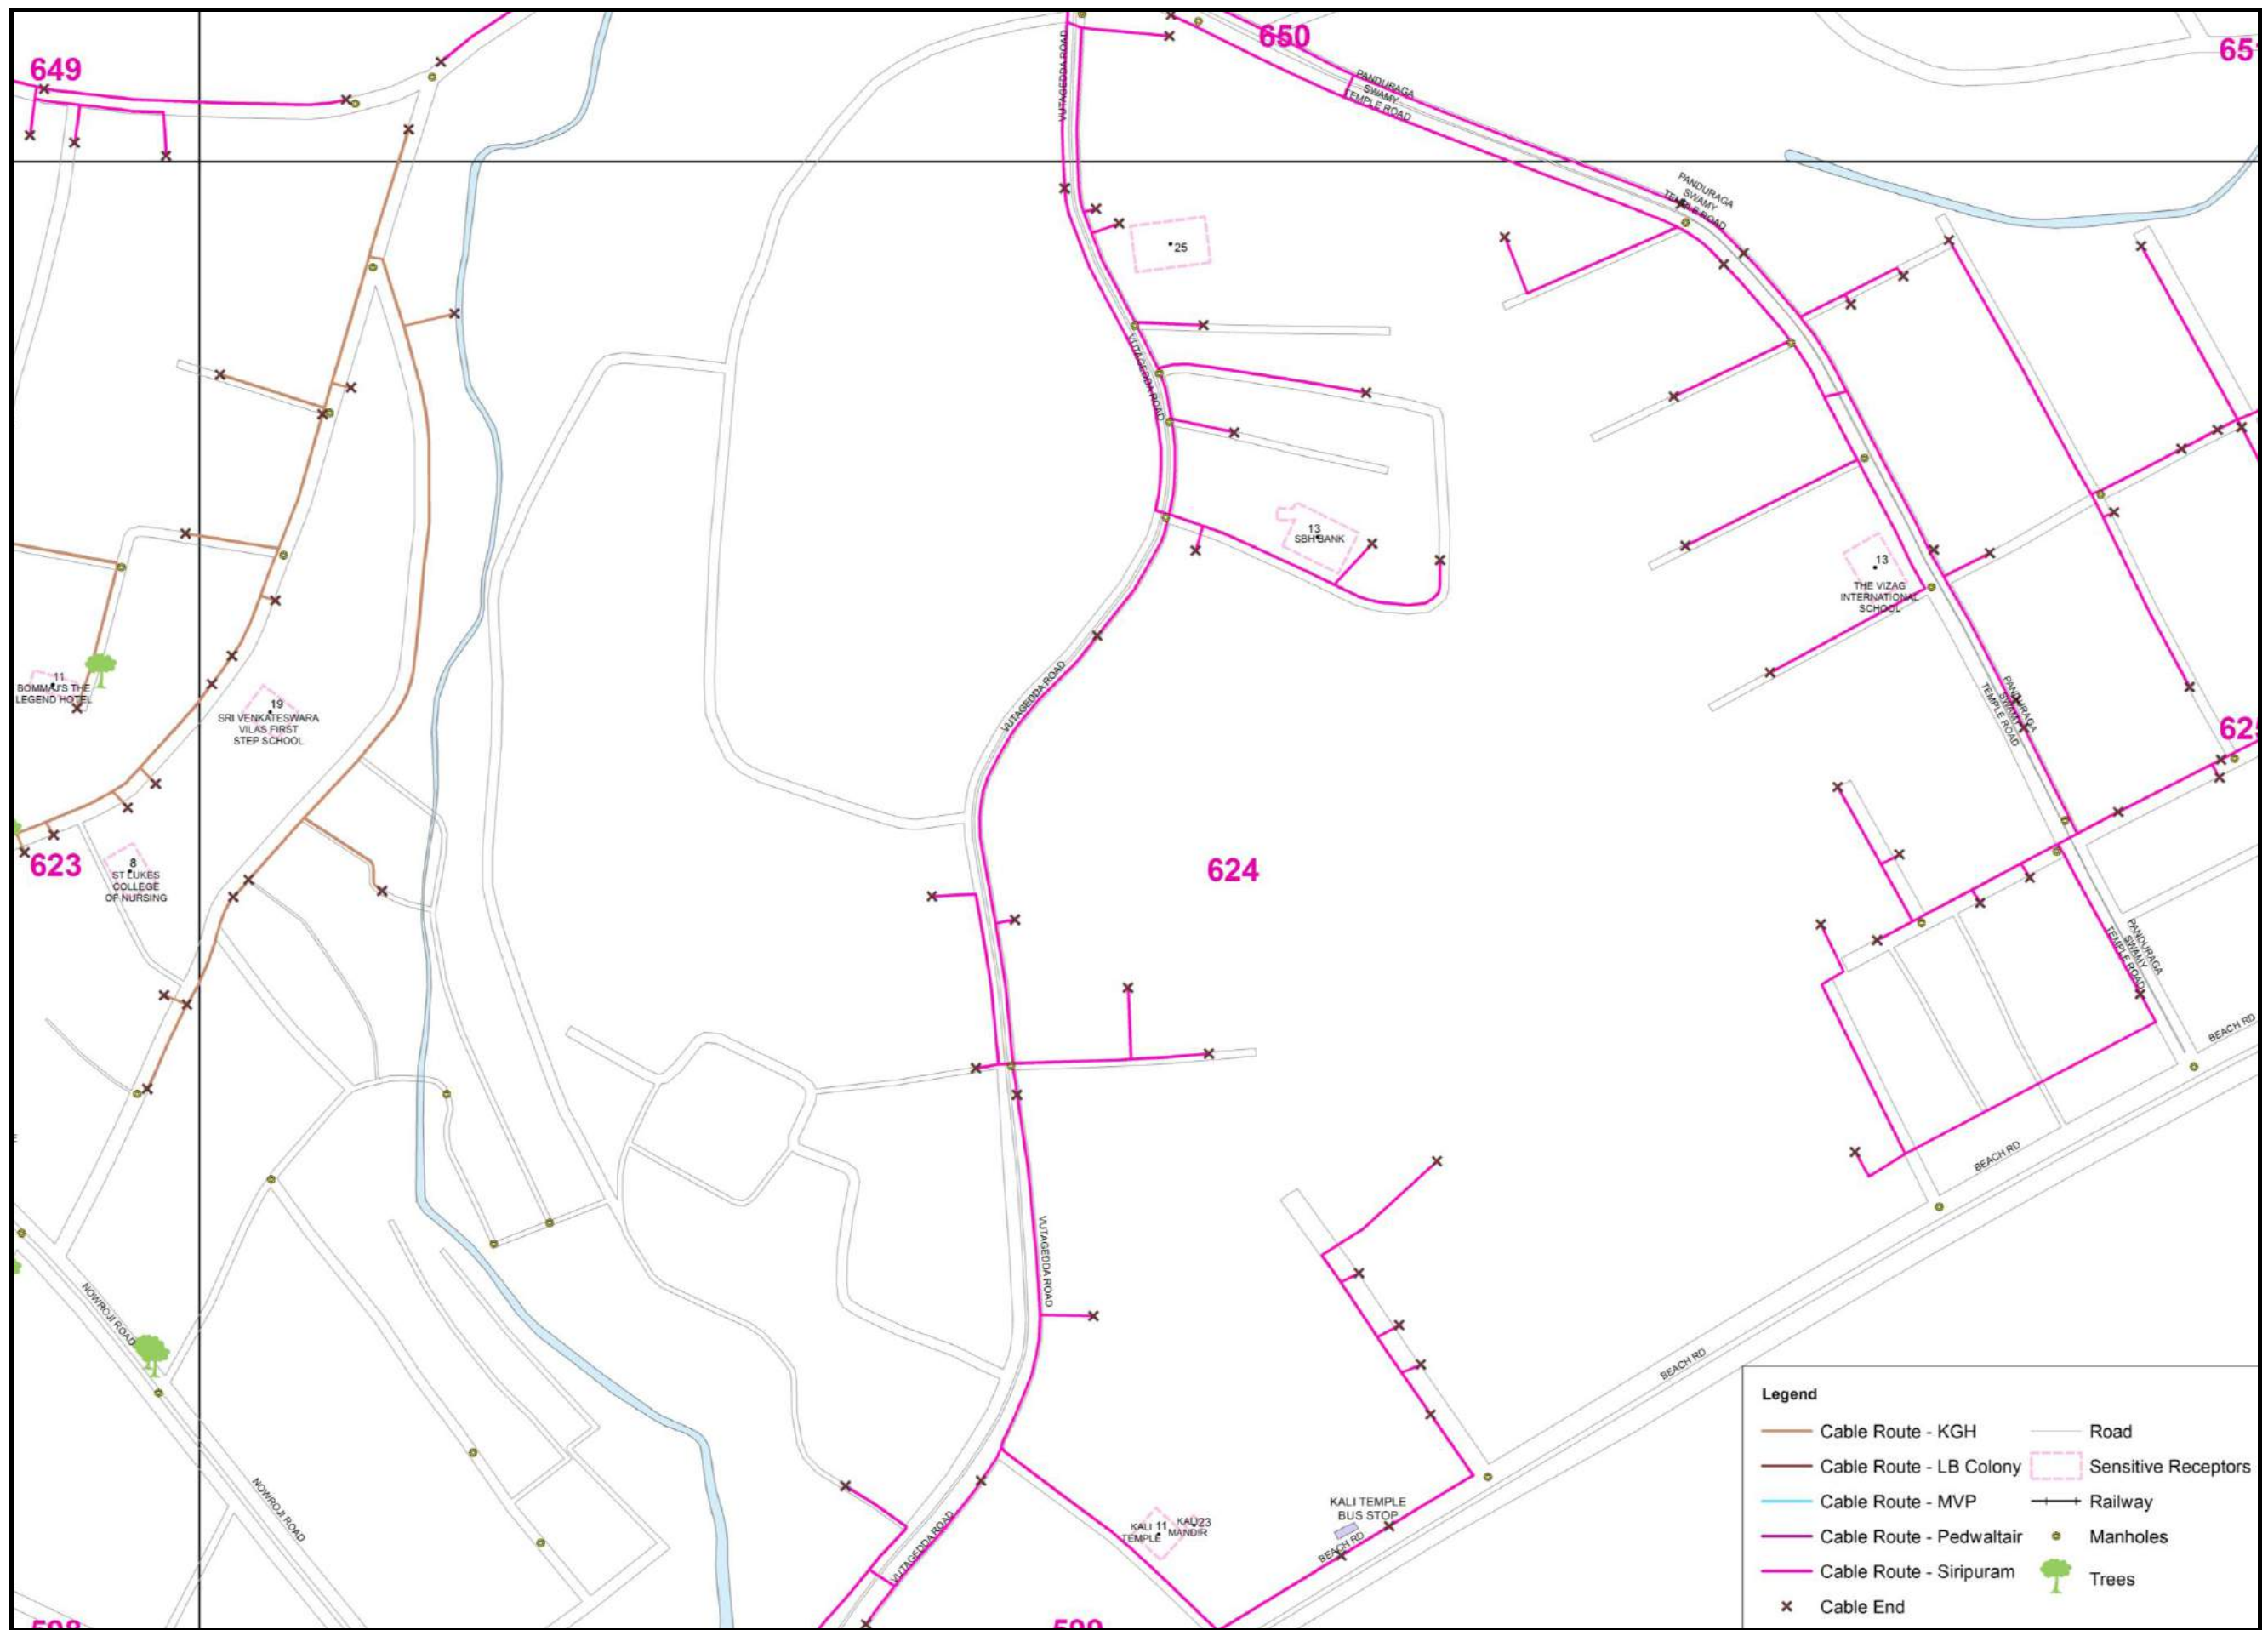 650
649
65
VUTAGEDDA ROAD
PANDURAGA
SWAMY
TEMPLE ROAD
PANDURAGA
SWAMY
TEMPLE ROAD
25
VUTAGEDDA ROAD
13
SBH BANK
13
THE VIZAG
INTERNATIONAL
SCHOOL
11
BOMMAJ'S THE
LEGEND HOTEL
19
SRI VENKATESWARA
VILAS FIRST
STEP SCHOOL
VUTAGEDDA ROAD
PANDURAGA
SWAMY
TEMPLE ROAD
62
623
8
ST LUKES
COLLEGE
OF NURSING
624
PANDURAGA
SWAMY
TEMPLE ROAD
BEACH RD
BEACH RD
VUTAGEDDA ROAD
NOWROJI ROAD
BEACH RD
NOWROJI ROAD
KALI TEMPLE
BUS STOP
KALI
TEMPLE
11
23
MANDIR
BEACH RD
VUTAGEDDA ROAD
Legend
Cable Route - KGH
Road
Cable Route - LB Colony
Sensitive Receptors
Cable Route - MVP
Railway
Cable Route - Pedwaltair
Manholes
Cable Route - Siripuram
Trees
Cable End